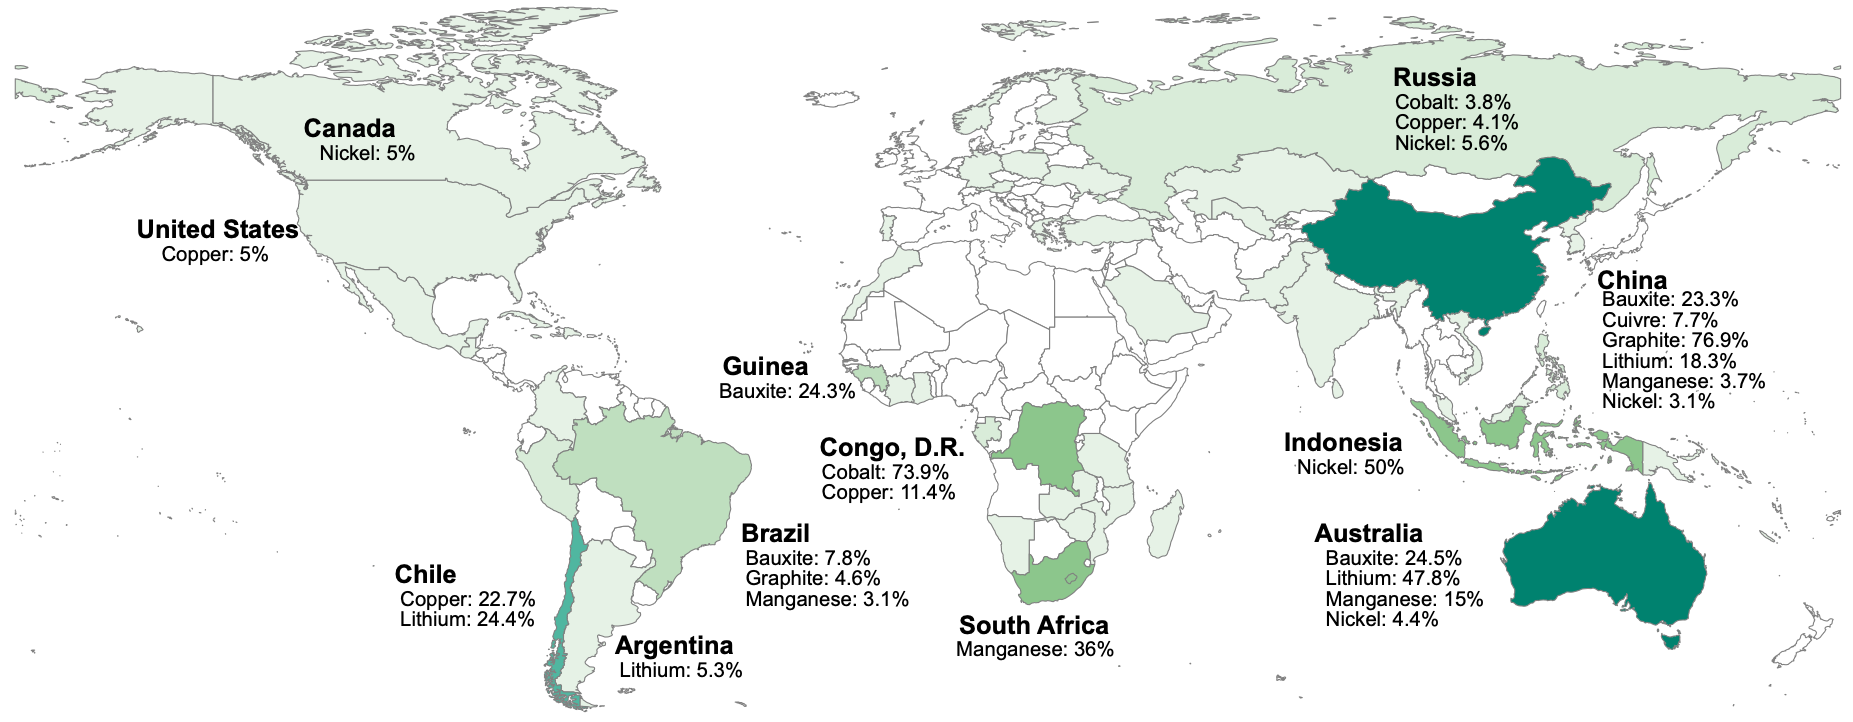 Canada
Nickel: 5%
United States
Copper: 5%
Russia
Cobalt: 3.8%
Copper: 4.1%
Nickel: 5.6%
China
Bauxite: 23.3%
Cuivre: 7.7%
Graphite: 76.9%
Lithium: 18.3%
Manganese: 3.7%
Nickel: 3.1%
Guinea
Bauxite: 24.3%
Congo, D.R.
Cobalt: 73.9%
Copper: 11.4%
Indonesia
Nickel: 50%
Brazil
Bauxite: 7.8%
Graphite: 4.6%
Manganese: 3.1%
Australia
Bauxite: 24.5%
Lithium: 47.8%
Manganese: 15%
Nickel: 4.4%
Chile
Copper: 22.7%
Lithium: 24.4%
Argentina
Lithium: 5.3%
South Africa
Manganese: 36%